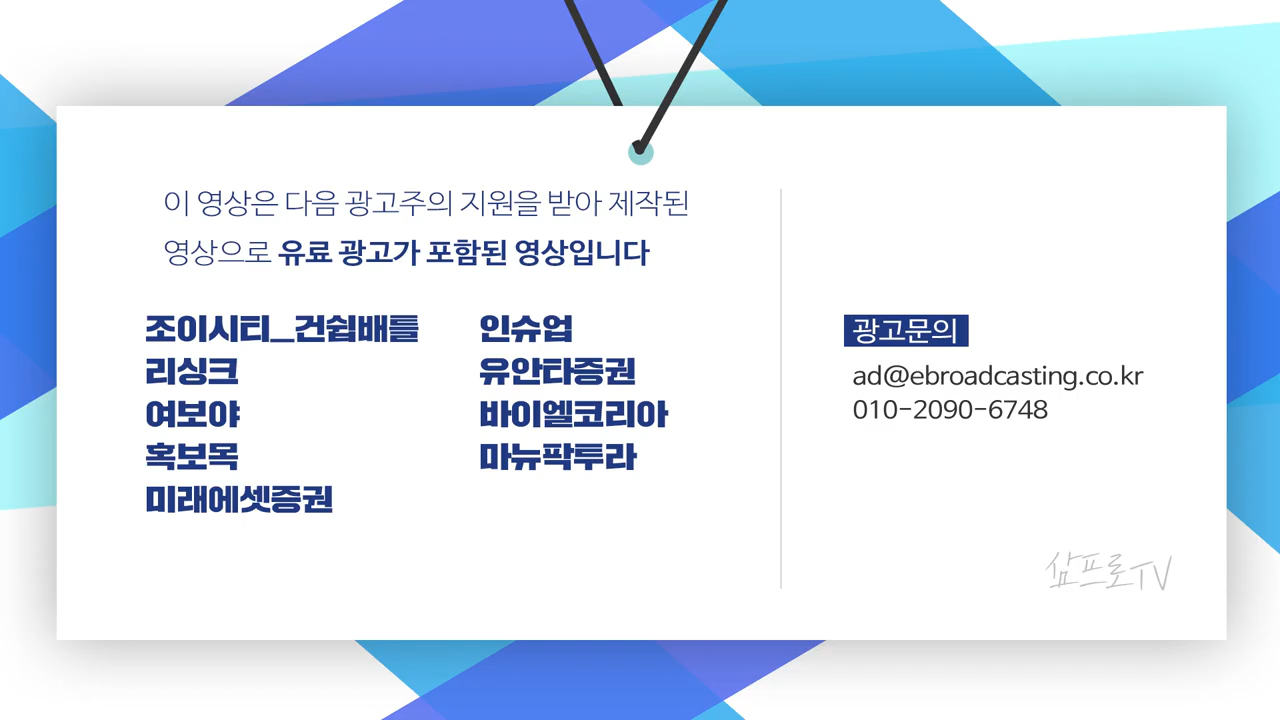 이 영상은 다음 광고주의 지원을 받아 제작된
영상으로 유료 광고가 포함된 영상입니다
조이시티_건쉽배틀
리싱크
여보야
혹보목
미래에셋증권
인슈업
유안타증권
바이엘코리아
마뉴팍투라
광고문의
ad@ebroadcasting.co.kr
010-2090-6748
삼프로TV